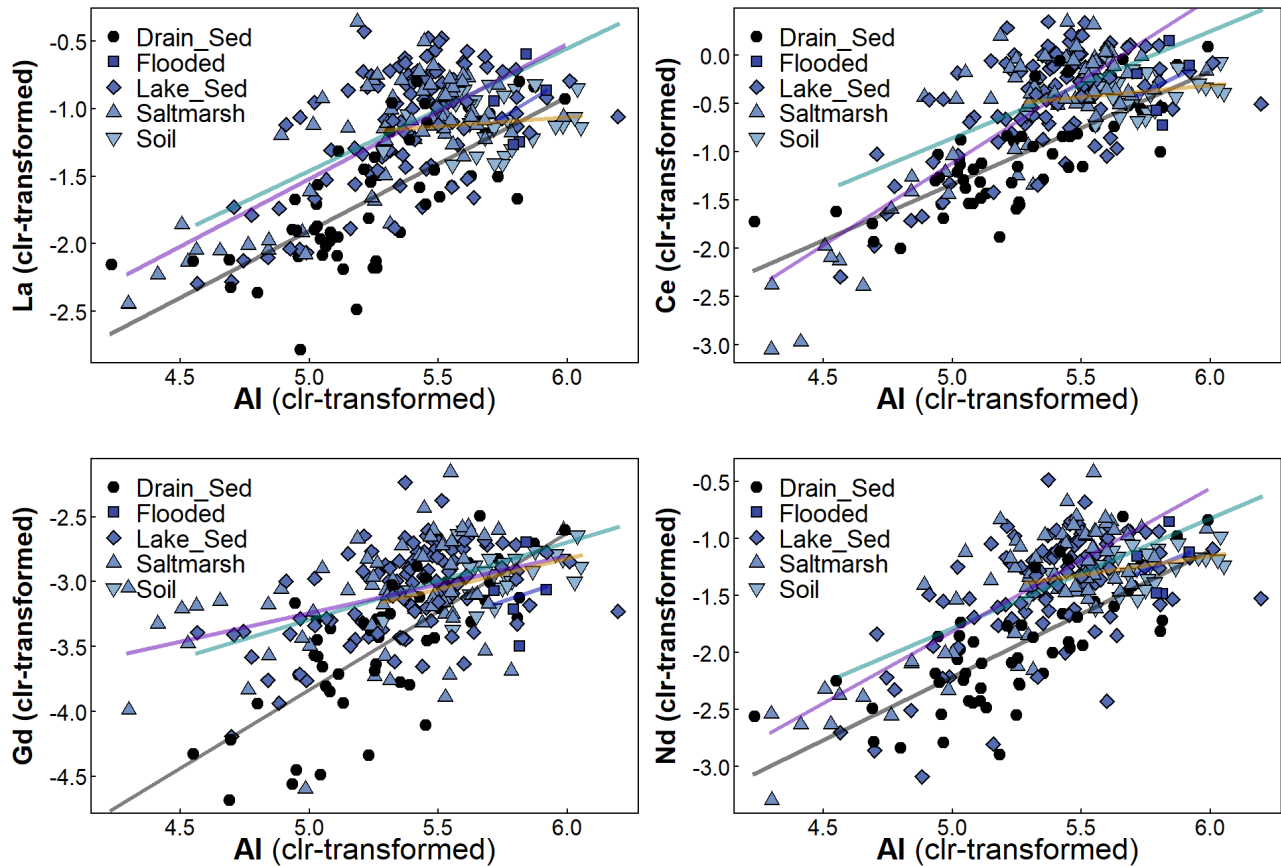 La (clr-transformed)
-0.5
-1.0
-1.5
-2.0
-2.5
Drain_Sed
Flooded
Lake_Sed
Saltmarsh
Soil
4.5 5.0 5.5 6.0
Al (clr-transformed)
Ce (clr-transformed)
0.0
-0.5
-1.0
-1.5
-2.0
-2.5
-3.0
Drain_Sed
Flooded
Lake_Sed
Saltmarsh
Soil
4.5 5.0 5.5 6.0
Al (clr-transformed)
Gd (clr-transformed)
-2.5
-3.0
-3.5
-4.0
-4.5
Drain_Sed
Flooded
Lake_Sed
Saltmarsh
Soil
4.5 5.0 5.5 6.0
Al (clr-transformed)
Nd (clr-transformed)
-0.5
-1.0
-1.5
-2.0
-2.5
-3.0
Drain_Sed
Flooded
Lake_Sed
Saltmarsh
Soil
4.5 5.0 5.5 6.0
Al (clr-transformed)